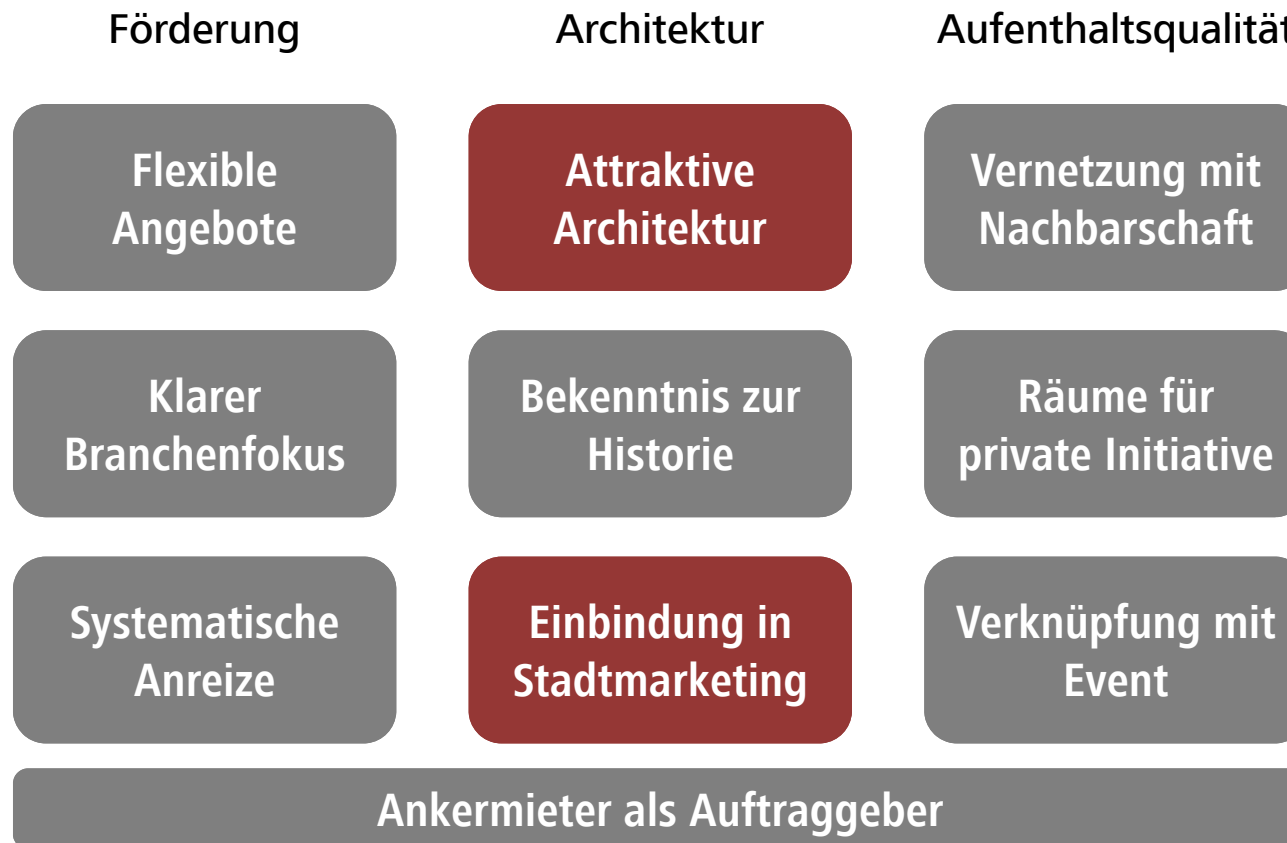 Förderung
Architektur
Aufenthaltsqualität
Flexible
Angebote
Attraktive
Architektur
Vernetzung mit
Nachbarschaft
Klarer
Branchenfokus
Bekenntnis zur
Historie
Räume für
private Initiative
Systematische
Anreize
Einbindung in
Stadtmarketing
Verknüpfung mit
Event
Ankermieter als Auftraggeber